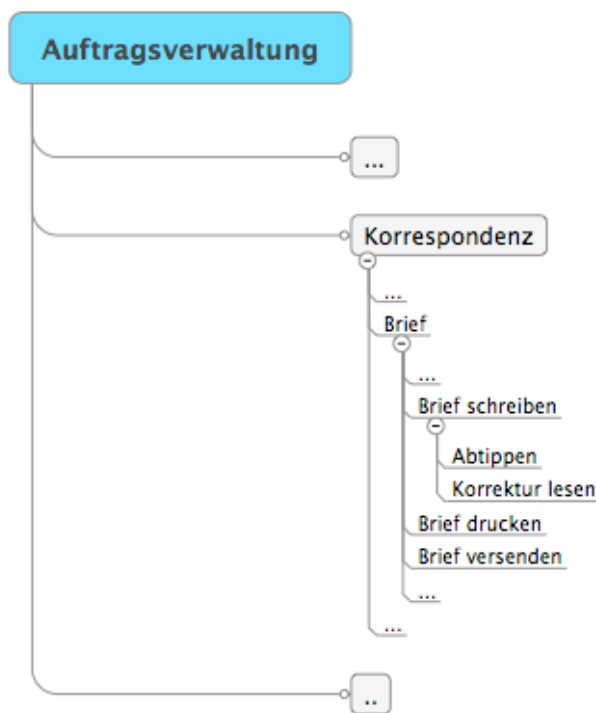 Auftragsverwaltung
...
Korrespondenz
...
Brief
...
Brief schreiben
Abtippen
Korrektur lesen
Brief drucken
Brief versenden
...
...
..